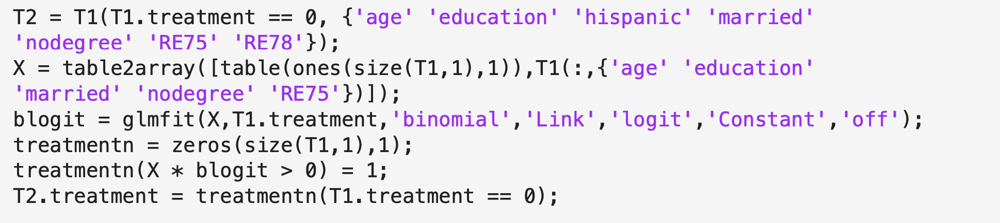 T2 = T1(T1.treatment == 0, {'age' 'education' 'hispanic' 'married'
'nodegree' 'RE75' 'RE78'});
X = table2array([table(ones(size(T1,1),1)),T1(:,{'age' 'education'
'married' 'nodegree' 'RE75'})]);
blogit = glmfit(X,T1.treatment,'binomial','Link','logit','Constant','off');
treatmentn = zeros(size(T1,1),1);
treatmentn(X * blogit > 0) = 1;
T2.treatment = treatmentn(T1.treatment == 0);